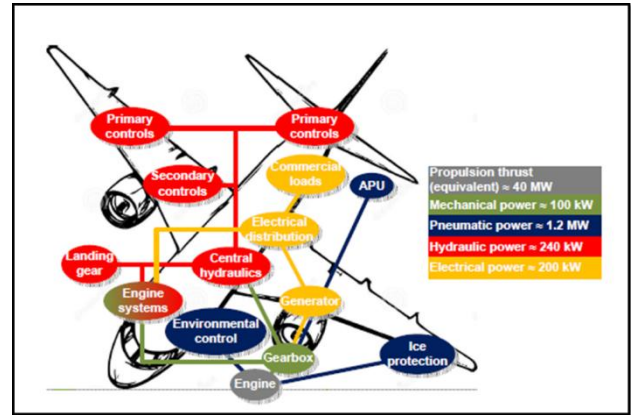 Primary
controls
Primary
controls
Secondary
controls
Commercial
loads
APU
Electrical
distribution
Landing
gear
Central
hydraulics
Engine
systems
Generator
Environmental
control
Gearbox
Ice
protection
Engine
Propulsion thrust
(equivalent) ≈ 40 MW
Mechanical power ≈ 100 kW
Pneumatic power ≈ 1.2 MW
Hydraulic power ≈ 240 kW
Electrical power ≈ 200 kW